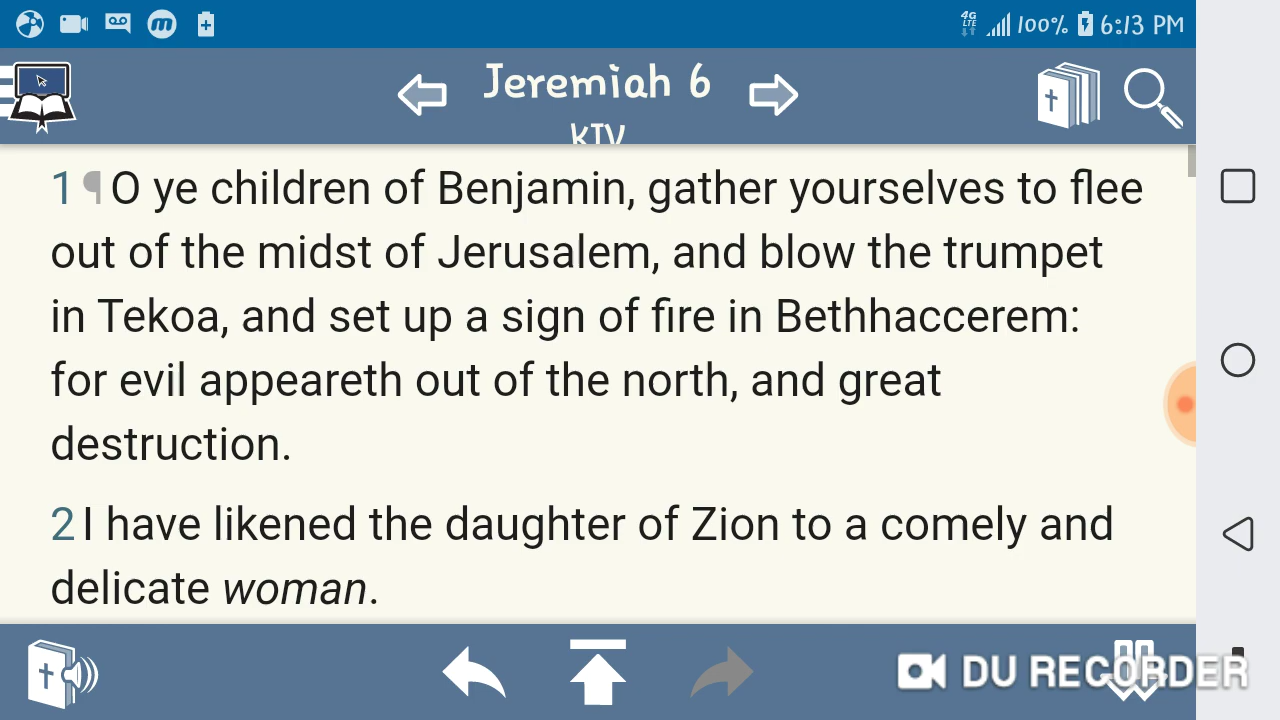 4G LTE 100% 6:13 PM
Jeremiah 6
KJV
1 ¶ O ye children of Benjamin, gather yourselves to flee
out of the midst of Jerusalem, and blow the trumpet
in Tekoa, and set up a sign of fire in Bethhaccerem:
for evil appeareth out of the north, and great
destruction.
2 I have likened the daughter of Zion to a comely and
delicate woman.
DU RECORDER